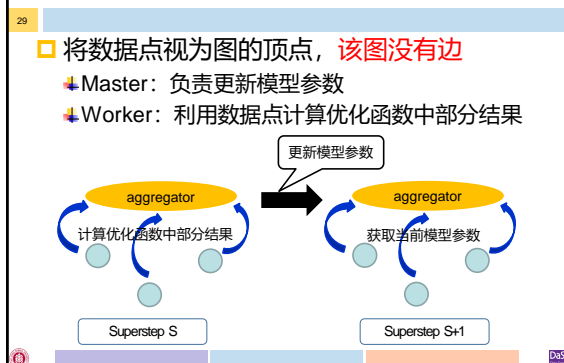 29
将数据点视为图的顶点，该图没有边
Master：负责更新模型参数
Worker：利用数据点计算优化函数中部分结果
更新模型参数
aggregator
aggregator
计算优化函数中部分结果
获取当前模型参数
Superstep S
Superstep S+1
DaS